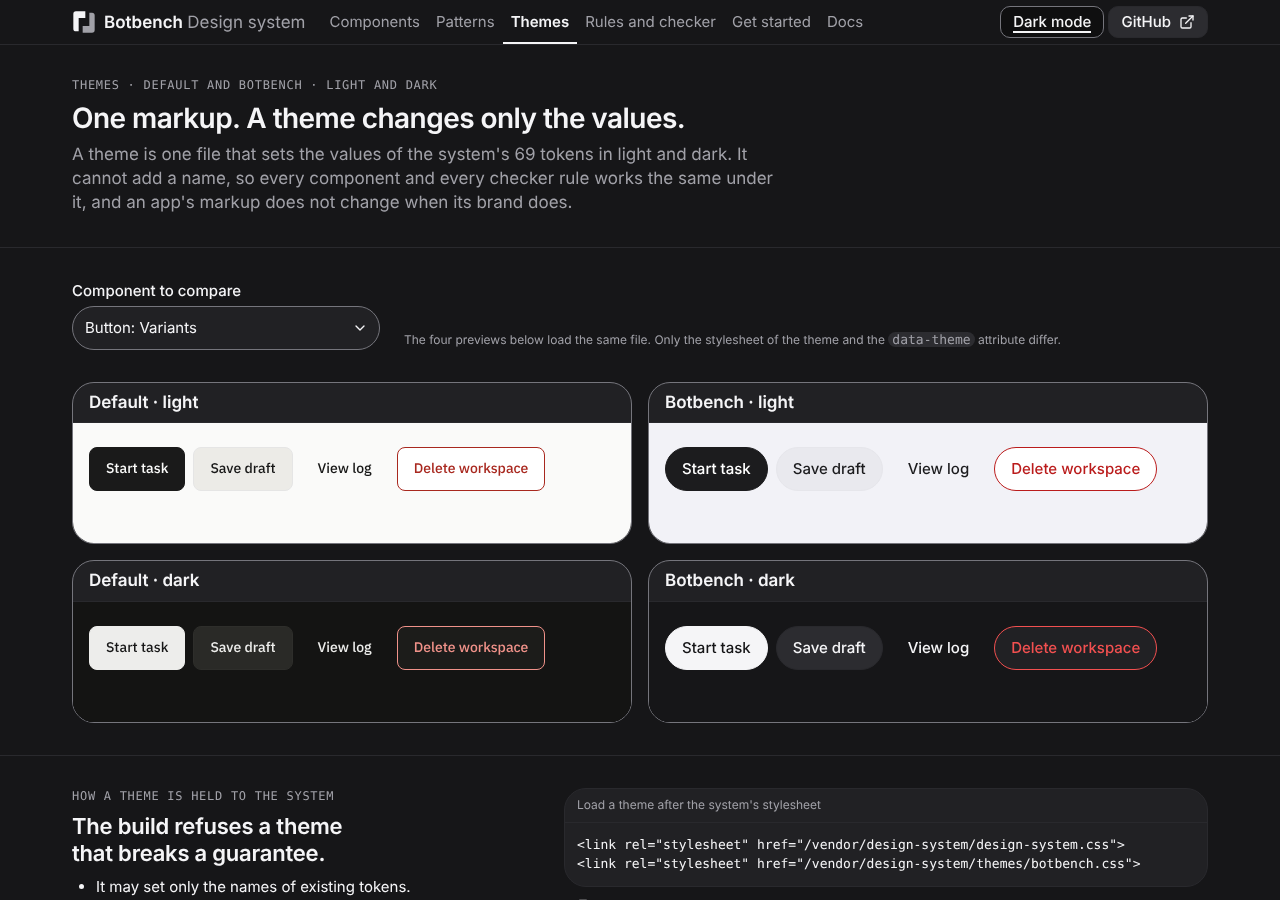 Botbench Design system
Components
Patterns
Themes
Rules and checker
Get started
Docs
Dark mode
GitHub
THEMES · DEFAULT AND BOTBENCH · LIGHT AND DARK
One markup. A theme changes only the values.
A theme is one file that sets the values of the system's 69 tokens in light and dark. It
cannot add a name, so every component and every checker rule works the same under
it, and an app's markup does not change when its brand does.
Component to compare
Button: Variants
The four previews below load the same file. Only the stylesheet of the theme and the data-theme attribute differ.
Default · light
Start task
Save draft
View log
Delete workspace
Botbench · light
Start task
Save draft
View log
Delete workspace
Default · dark
Start task
Save draft
View log
Delete workspace
Botbench · dark
Start task
Save draft
View log
Delete workspace
HOW A THEME IS HELD TO THE SYSTEM
The build refuses a theme
that breaks a guarantee.
• It may set only the names of existing tokens.
Load a theme after the system's stylesheet
<link rel="stylesheet" href="/vendor/design-system/design-system.css">
<link rel="stylesheet" href="/vendor/design-system/themes/botbench.css">